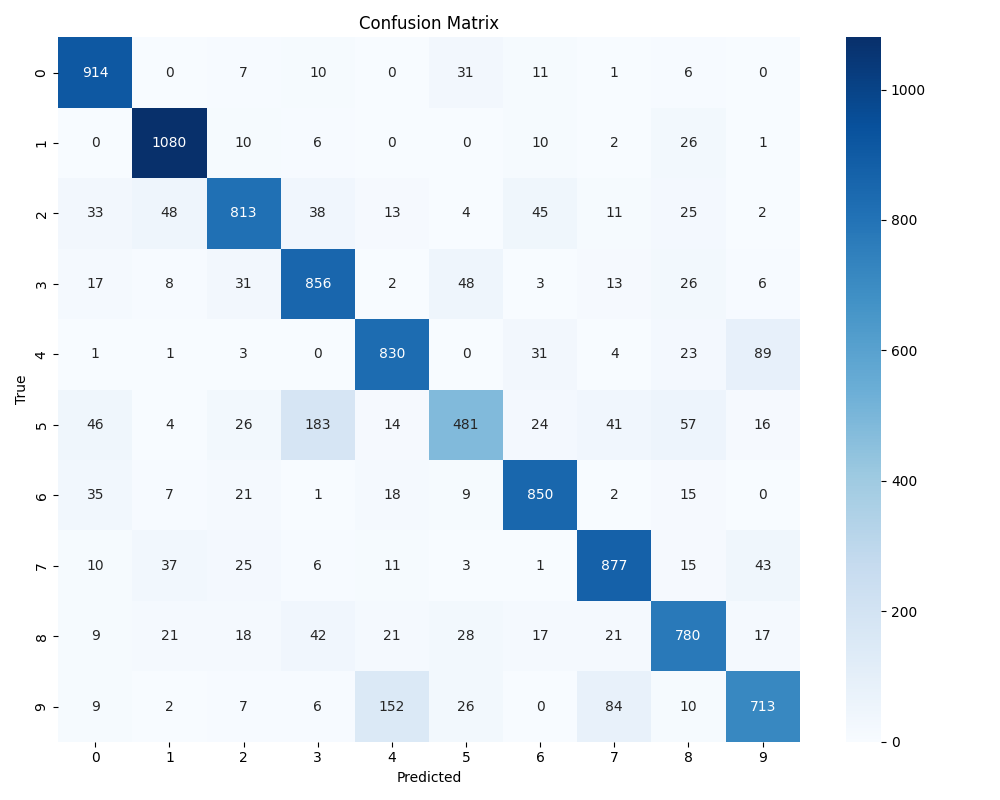 Confusion Matrix
0 914 0 7 10 0 31 11 1 6 0
1 0 1080 10 6 0 0 10 2 26 1
2 33 48 813 38 13 4 45 11 25 2
3 17 8 31 856 2 48 3 13 26 6
4 1 1 3 0 830 0 31 4 23 89
5 46 4 26 183 14 481 24 41 57 16
6 35 7 21 1 18 9 850 2 15 0
7 10 37 25 6 11 3 1 877 15 43
8 9 21 18 42 21 28 17 21 780 17
9 9 2 7 6 152 26 0 84 10 713
0 1 2 3 4 5 6 7 8 9
Predicted
True
1000
800
600
400
200
0